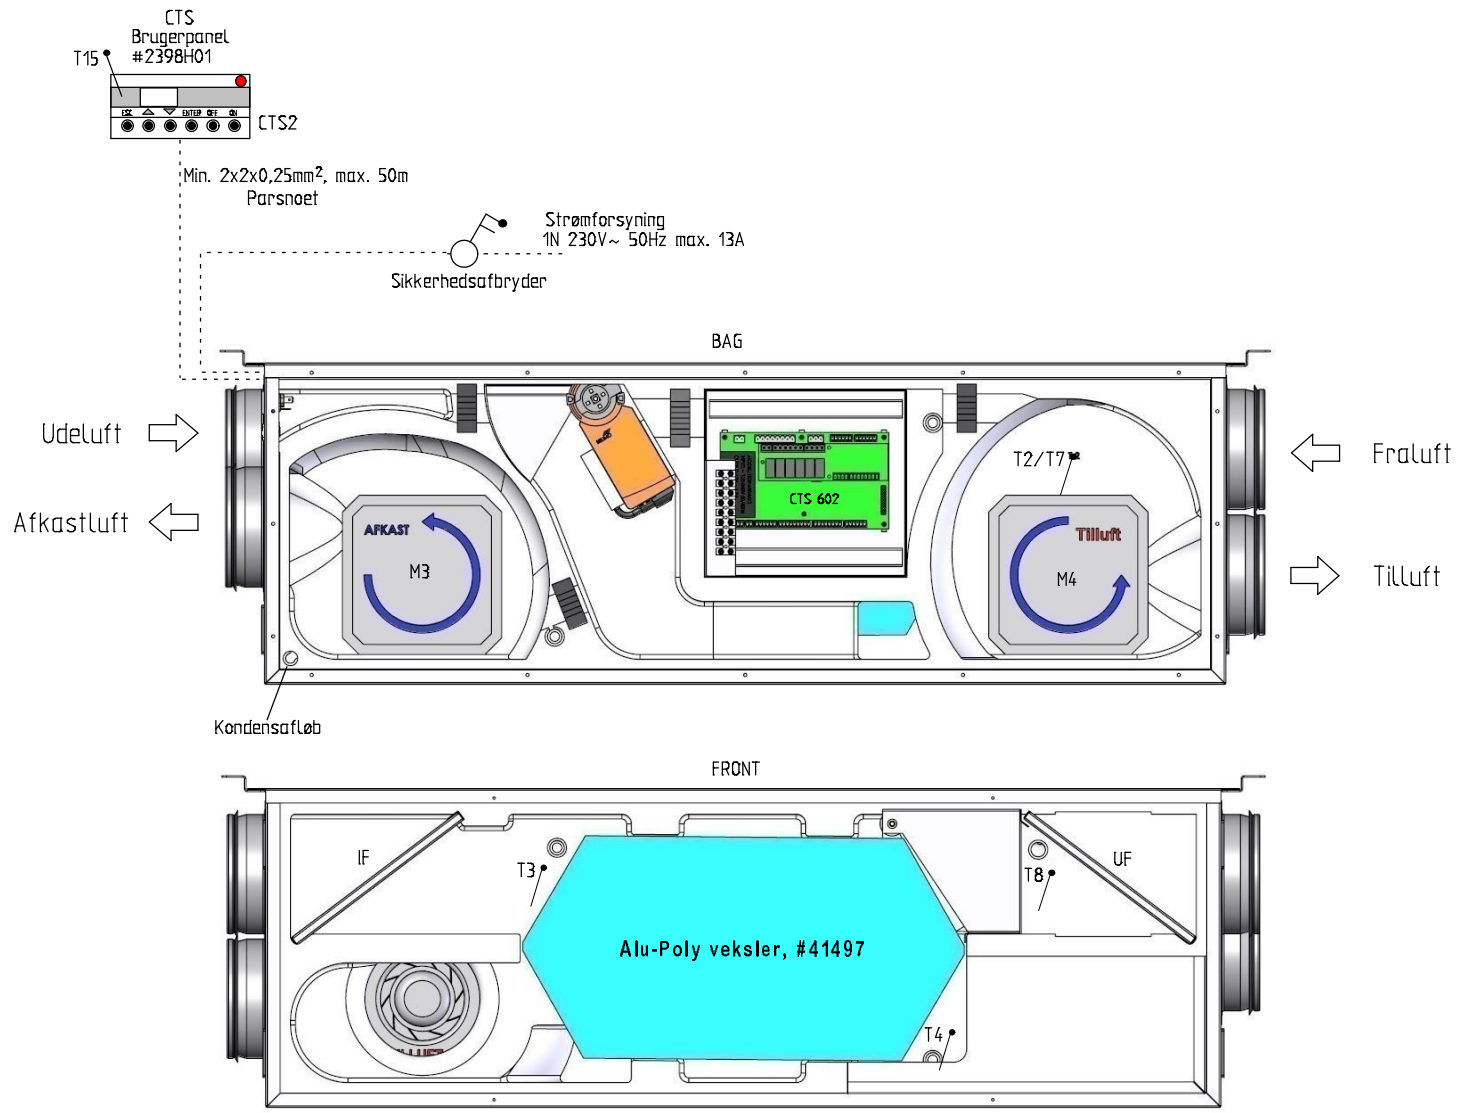 CTS
Brugerpanel
#2398H01
T15
ESC ENTER OFF ON
CTS2
Min. 2x2x0,25mm², max. 50m
Parsnoet
Strømforsyning
1N 230V~ 50Hz max. 13A
Sikkerhedsafbryder
BAG
Udeluft
Afkastluft
Fraluft
Tilluft
T2/T7
CTS 602
AFKAST
M3
Tilluft
M4
Kondensafløb
FRONT
IF
T3
UF
T8
Alu-Poly veksler, #41497
T4